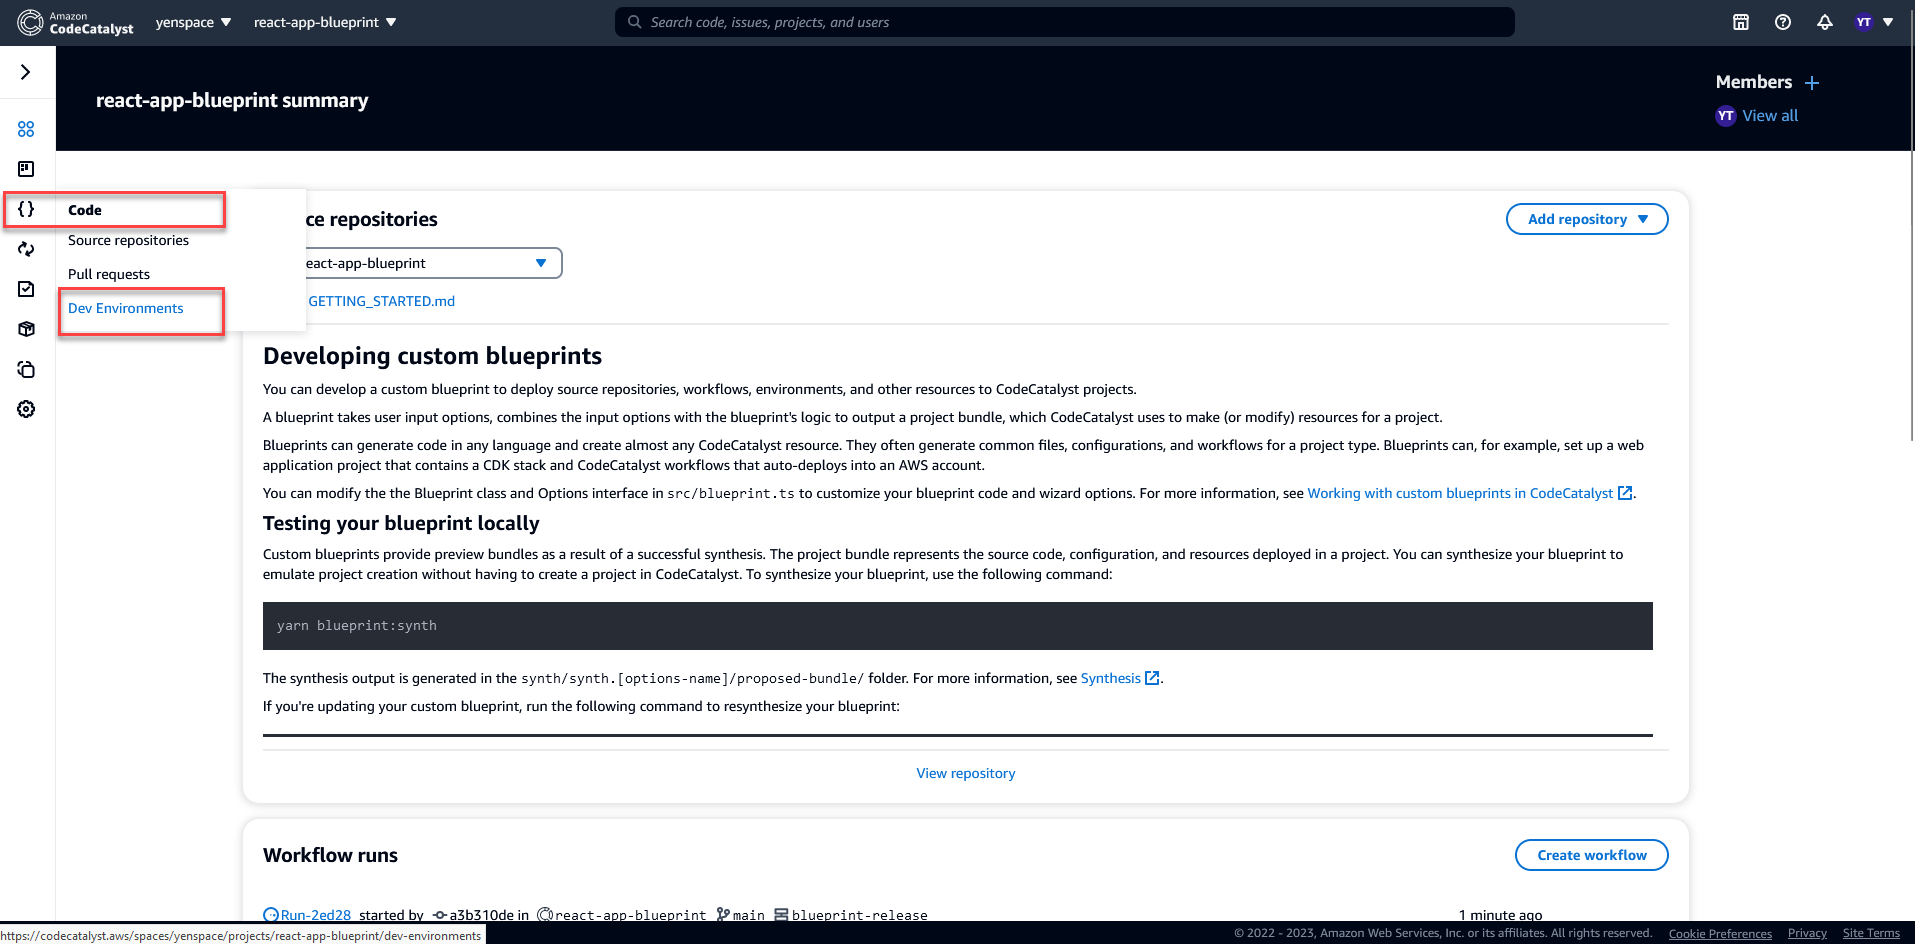 Amazon
CodeCatalyst
yenspace
react-app-blueprint
Search code, issues, projects, and users
YT
react-app-blueprint summary
Members
YT View all
Code
Source repositories
Pull requests
Dev Environments
ce repositories
Add repository
eact-app-blueprint
GETTING_STARTED.md
Developing custom blueprints
You can develop a custom blueprint to deploy source repositories, workflows, environments, and other resources to CodeCatalyst projects.
A blueprint takes user input options, combines the input options with the blueprint's logic to output a project bundle, which CodeCatalyst uses to make (or modify) resources for a project.
Blueprints can generate code in any language and create almost any CodeCatalyst resource. They often generate common files, configurations, and workflows for a project type. Blueprints can, for example, set up a web
application project that contains a CDK stack and CodeCatalyst workflows that auto-deploys into an AWS account.
You can modify the the Blueprint class and Options interface in src/blueprint.ts to customize your blueprint code and wizard options. For more information, see Working with custom blueprints in CodeCatalyst.
Testing your blueprint locally
Custom blueprints provide preview bundles as a result of a successful synthesis. The project bundle represents the source code, configuration, and resources deployed in a project. You can synthesize your blueprint to
emulate project creation without having to create a project in CodeCatalyst. To synthesize your blueprint, use the following command:
yarn blueprint:synth
The synthesis output is generated in the synth/synth.[options-name]/proposed-bundle/ folder. For more information, see Synthesis.
If you're updating your custom blueprint, run the following command to resynthesize your blueprint:
View repository
Workflow runs
Create workflow
Run-2ed28 started by a3b310de in react-app-blueprint main blueprint-release
1 minute ago
https://codecatalyst.aws/spaces/yenspace/projects/react-app-blueprint/dev-environments
© 2022 - 2023, Amazon Web Services, Inc. or its affiliates. All rights reserved. Cookie Preferences Privacy Site Terms